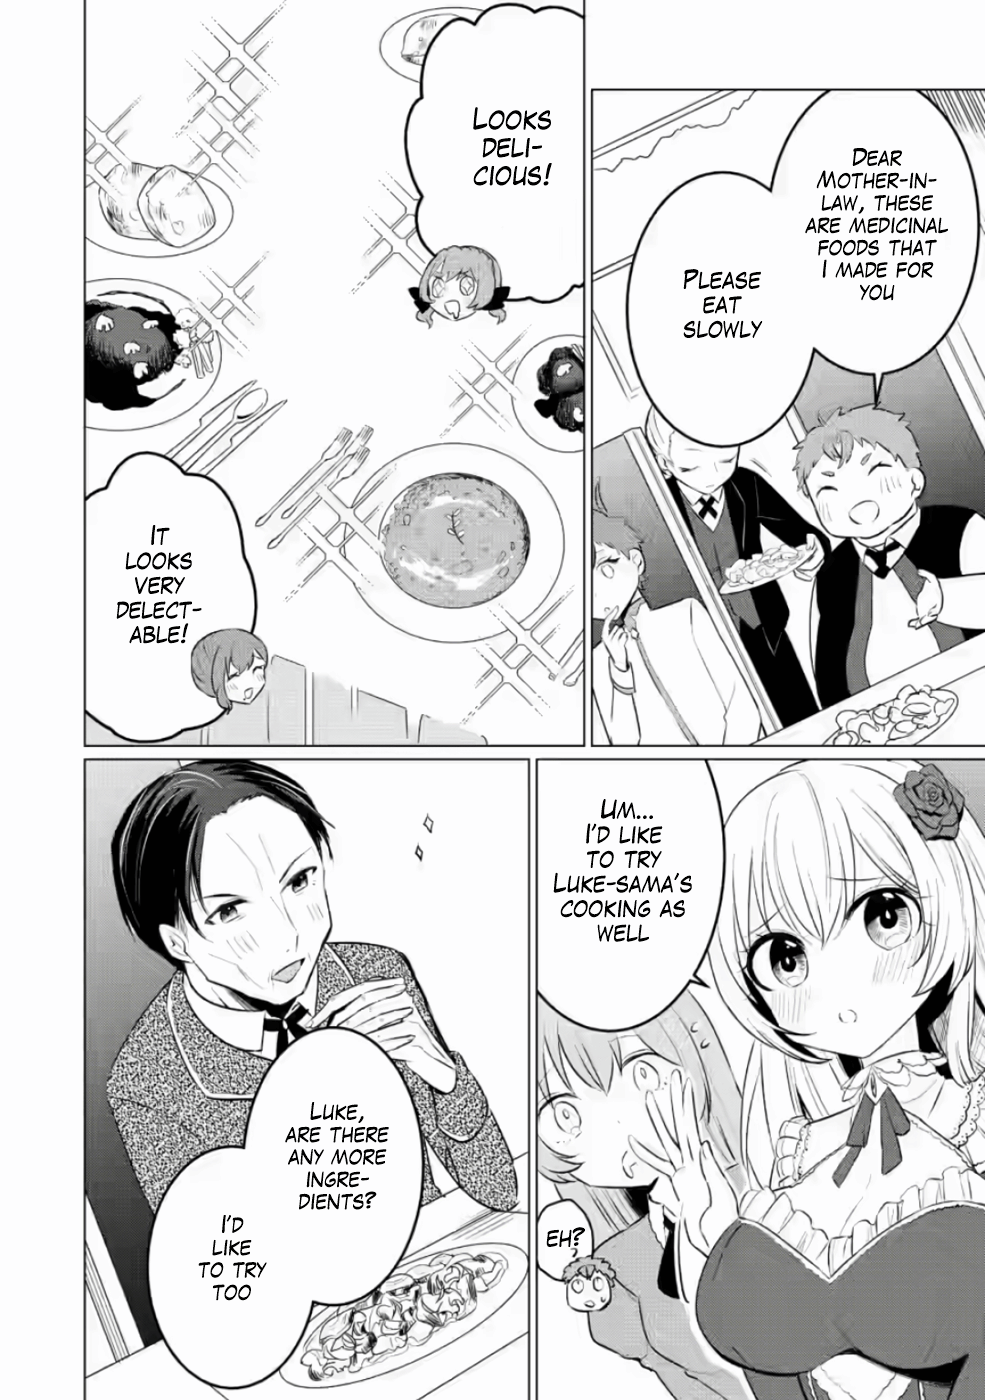 DEAR
MOTHER-IN-
LAW, THESE
ARE MEDICINAL
FOODS THAT
I MADE FOR
YOU
PLEASE
EAT
SLOWLY
LOOKS
DELI-
CIOUS!
IT
LOOKS
VERY
DELECT-
ABLE!
UM...
I'D LIKE
TO TRY
LUKE-SAMA'S
COOKING AS
WELL
EH?
LUKE,
ARE THERE
ANY MORE
INGRE-
DIENTS?
I'D
LIKE
TO TRY
TOO